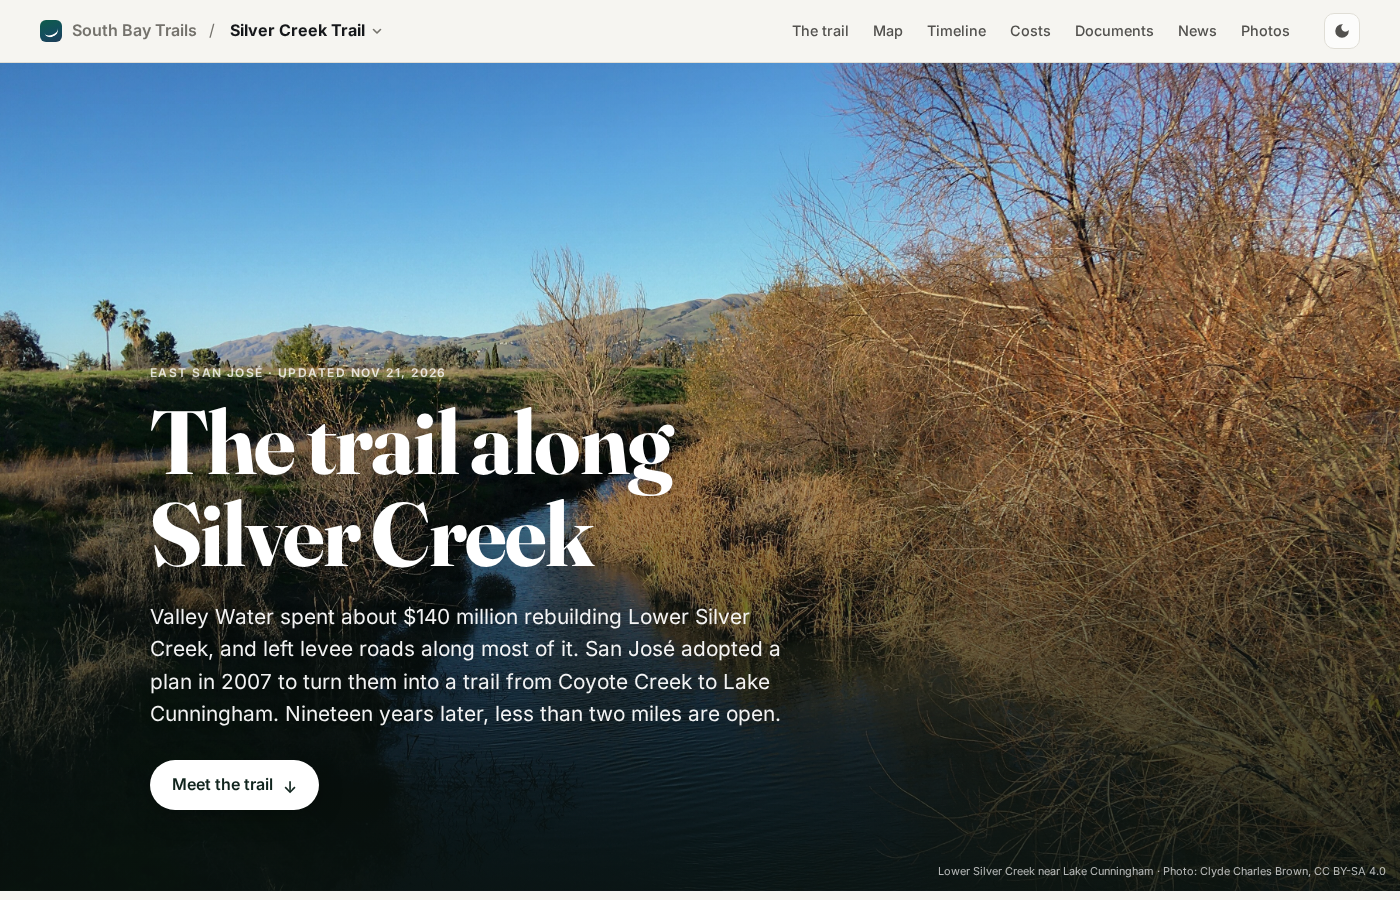 South Bay Trails / Silver Creek Trail
The trail
Map
Timeline
Costs
Documents
News
Photos
EAST SAN JOSÉ · UPDATED NOV 21, 2026
The trail along
Silver Creek
Valley Water spent about $140 million rebuilding Lower Silver
Creek, and left levee roads along most of it. San José adopted a
plan in 2007 to turn them into a trail from Coyote Creek to Lake
Cunningham. Nineteen years later, less than two miles are open.
Meet the trail ↓
Lower Silver Creek near Lake Cunningham · Photo: Clyde Charles Brown, CC BY-SA 4.0